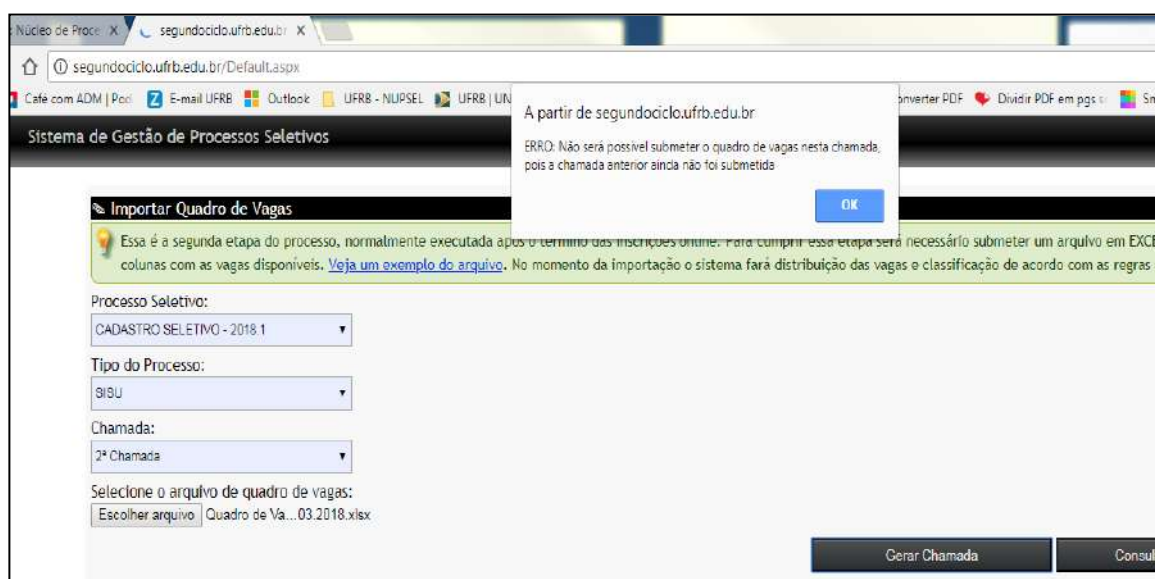 Núcleo de Proce X segundociclo.ufrb.edu.br X
segundociclo.ufrb.edu.br/Default.aspx
Café com ADM | Pod E-mail UFRB Outlook UFRB - NUPSEL UFRB | UN onverter PDF Dividir PDF em pgs Sm
A partir de segundociclo.ufrb.edu.br
Sistema de Gestão de Processos Seletivos
ERRO: Não será possível submeter o quadro de vagas nesta chamada,
pois a chamada anterior ainda não foi submetida
OK
Importar Quadro de Vagas
Essa é a segunda etapa do processo, normalmente executada após o término das inscrições online. Para cumprir essa etapa será necessário submeter um arquivo em EXCE
colunas com as vagas disponíveis. Veja um exemplo do arquivo. No momento da importação o sistema fará distribuição das vagas e classificação de acordo com as regras
Processo Seletivo:
CADASTRO SELETIVO - 2018.1
Tipo do Processo:
SISU
Chamada:
2ª Chamada
Selecione o arquivo de quadro de vagas:
Escolher arquivo Quadro de Va...03.2018.xlsx
Gerar Chamada Consul